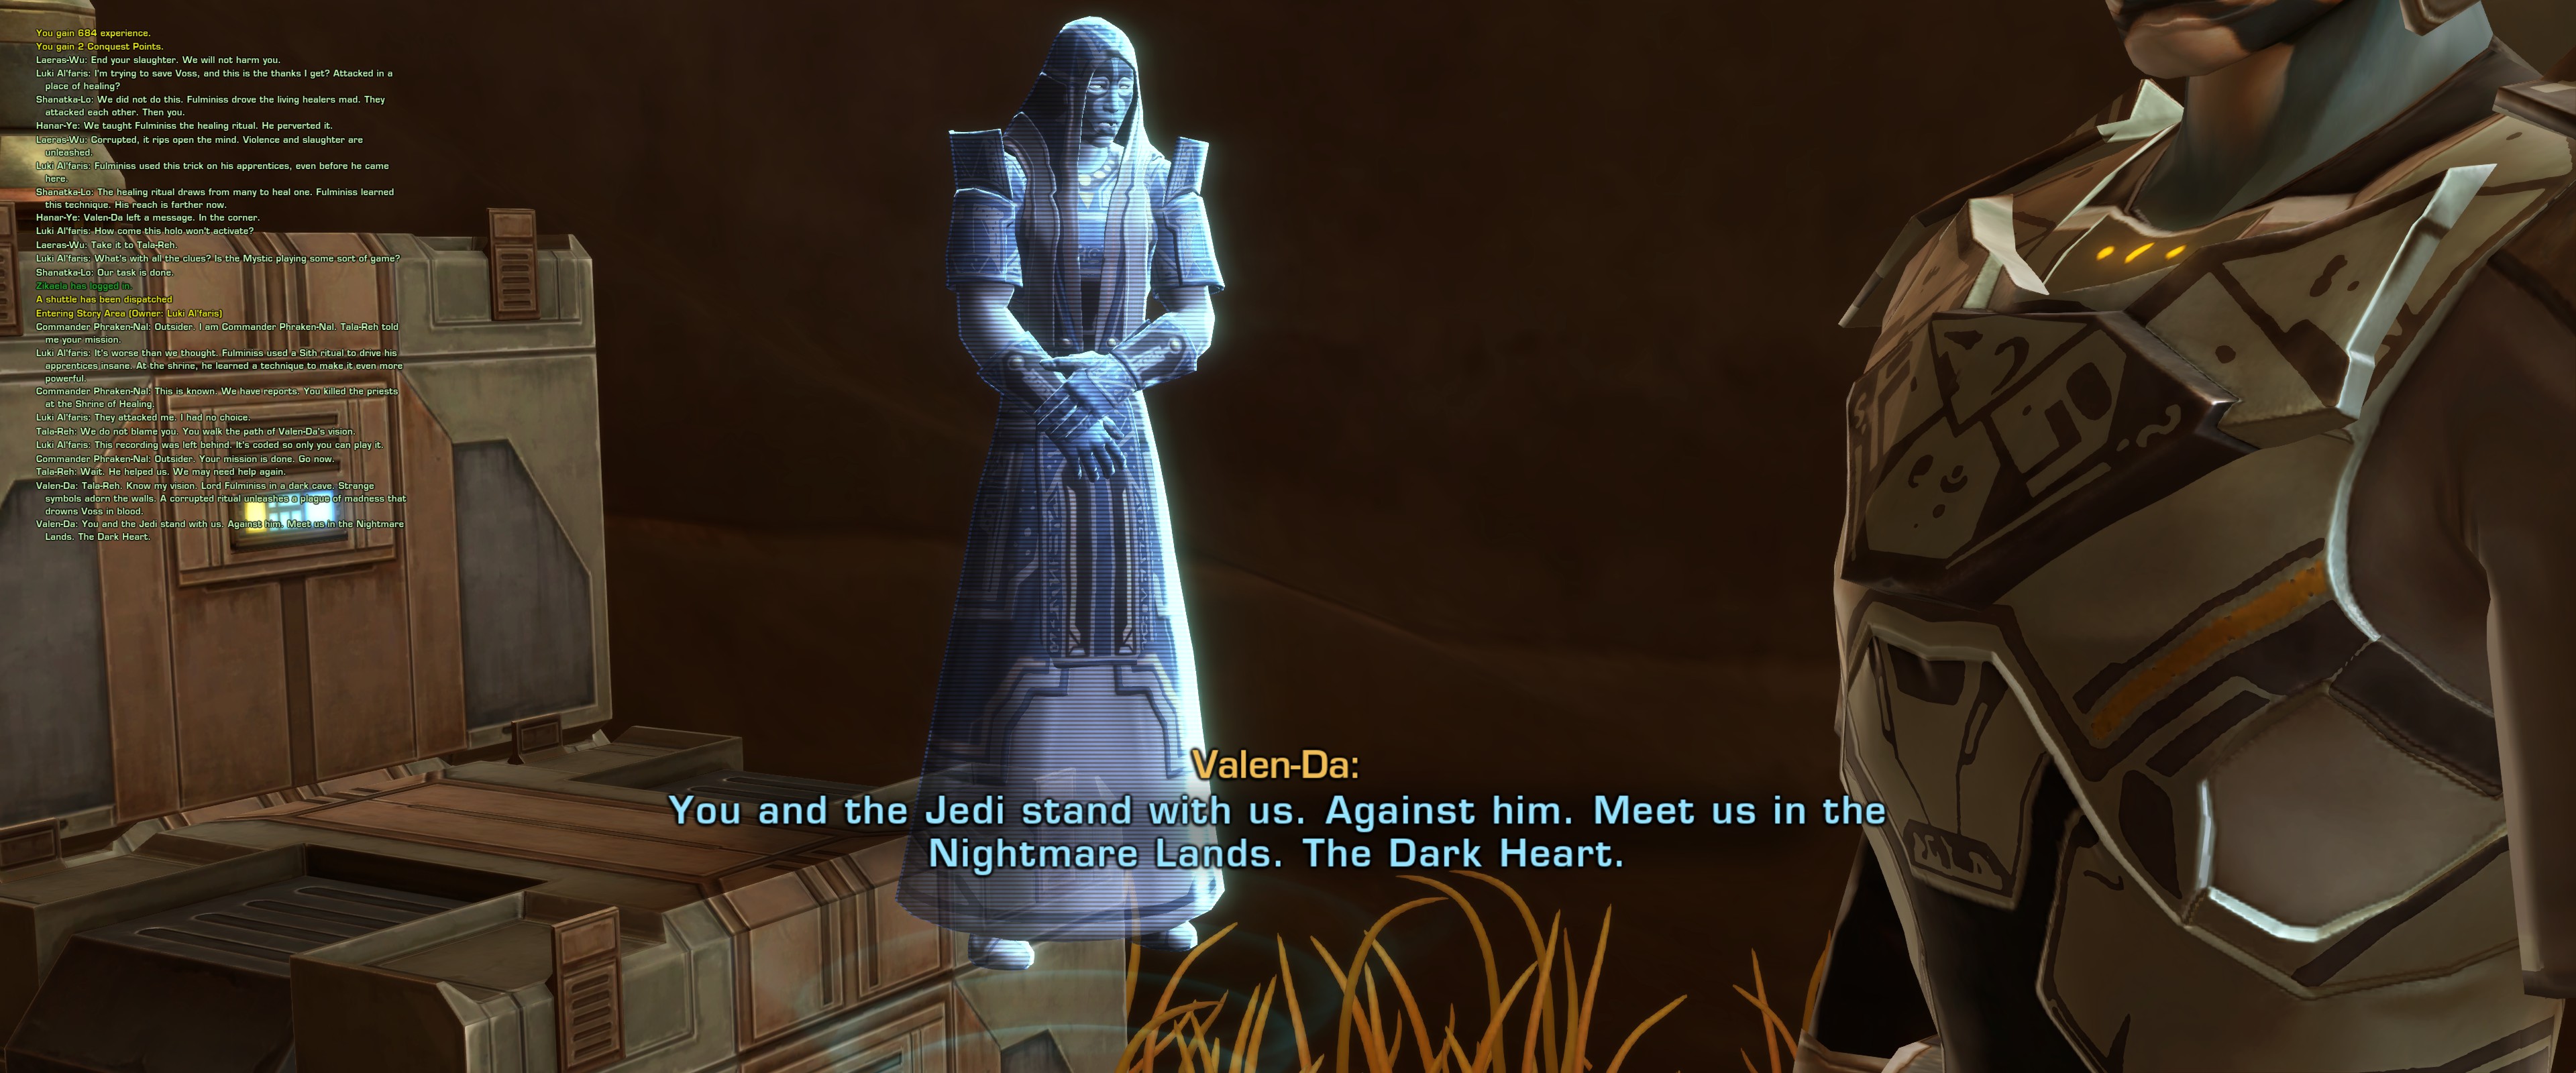 You gain 684 experience.
You gain 2 Conquest Points.
Laeras-Wu: End your slaughter. We will not harm you.
Luki Al'faris: I'm trying to save Voss, and this is the thanks I get? Attacked in a
place of healing?
Shanatka-Lo: We did not do this. Fulminiss drove the living healers mad. They
attacked each other. Then you.
Hanar-Ye: We taught Fulminiss the healing ritual. He perverted it.
Laeras-Wu: Corrupted, it rips open the mind. Violence and slaughter are
unleashed.
Luki Al'faris: Fulminiss used this trick on his apprentices, even before he came
here.
Shanatka-Lo: The healing ritual draws from many to heal one. Fulminiss learned
this technique. His reach is farther now.
Hanar-Ye: Valen-Da left a message. In the corner.
Luki Al'faris: How come this holo won't activate?
Laeras-Wu: Take it to Tala-Reh.
Luki Al'faris: What's with all the clues? Is the Mystic playing some sort of game?
Shanatka-Lo: Our task is done.
Zikaela has logged in.
A shuttle has been dispatched
Entering Story Area (Owner: Luki Al'faris)
Commander Phraken-Nal: Outsider. I am Commander Phraken-Nal. Tala-Reh told
me your mission.
Luki Al'faris: It's worse than we thought. Fulminiss used a Sith ritual to drive his
apprentices insane. At the shrine, he learned a technique to make it even more
powerful.
Commander Phraken-Nal: This is known. We have reports. You killed the priests
at the Shrine of Healing.
Luki Al'faris: They attacked me. I had no choice.
Tala-Reh: We do not blame you. You walk the path of Valen-Da's vision.
Luki Al'faris: This recording was left behind. It's coded so only you can play it.
Commander Phraken-Nal: Outsider. Your mission is done. Go now.
Tala-Reh: Wait. He helped us. We may need help again.
Valen-Da: Tala-Reh. Know my vision. Lord Fulminiss in a dark cave. Strange
symbols adorn the walls. A corrupted ritual unleashes a plague of madness that
drowns Voss in blood.
Valen-Da: You and the Jedi stand with us. Against him. Meet us in the Nightmare
Lands. The Dark Heart.
Valen-Da:
You and the Jedi stand with us. Against him. Meet us in the
Nightmare Lands. The Dark Heart.